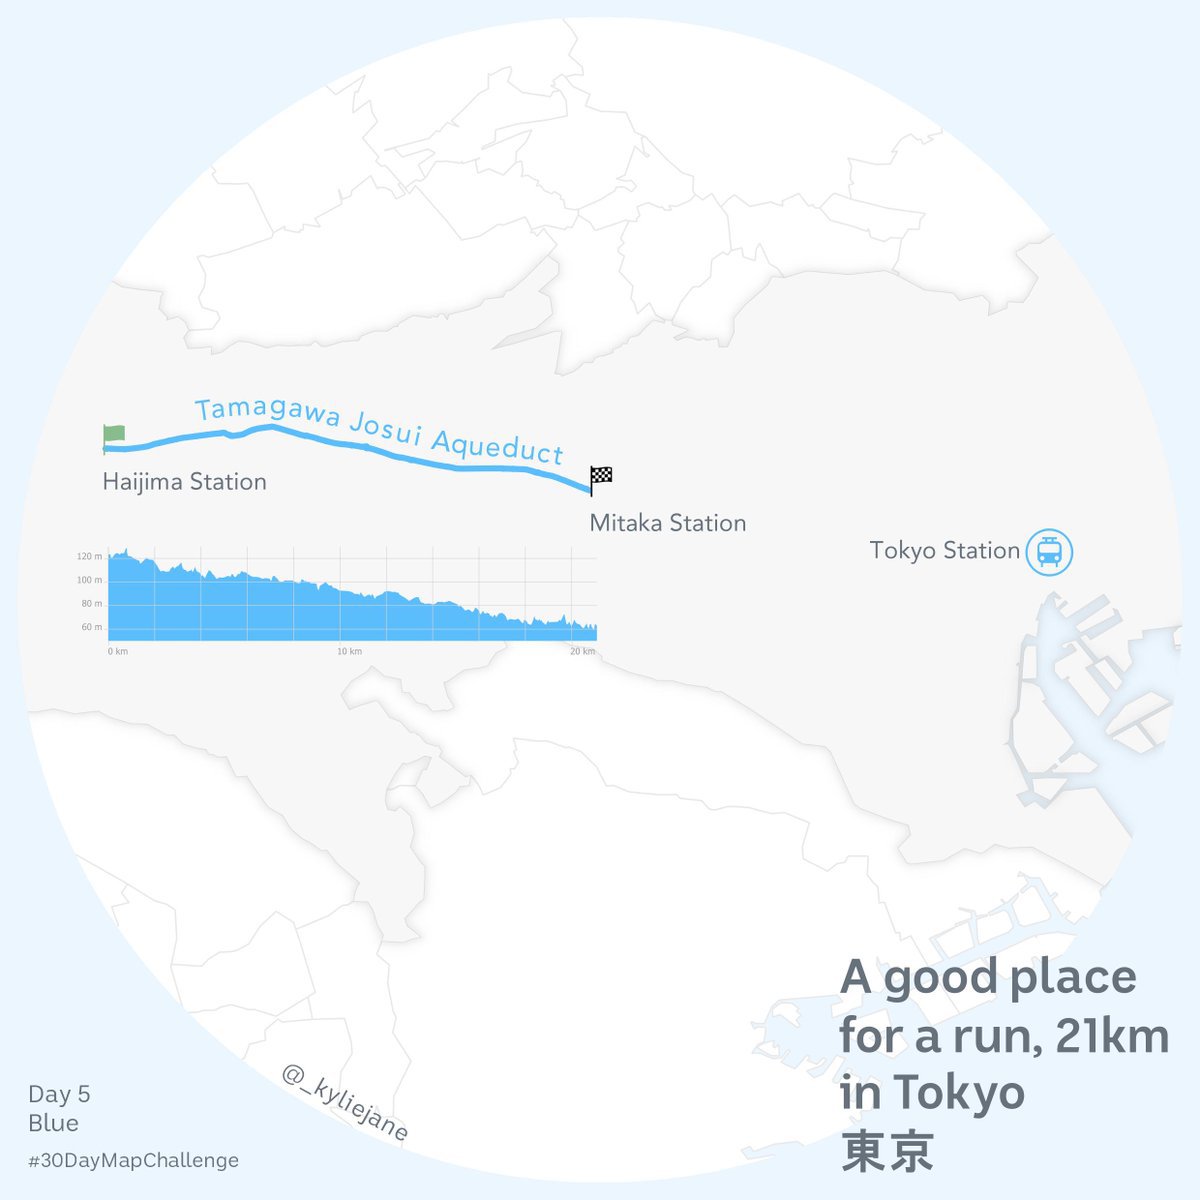 Tamagawa Josui Aqueduct
Haijima Station
Mitaka Station
Tokyo Station
120 m
100 m
80 m
60 m
0 km
10 km
20 km
A good place
for a run, 21km
in Tokyo
東京
@_kyliejane
Day 5
Blue
#30DayMapChallenge